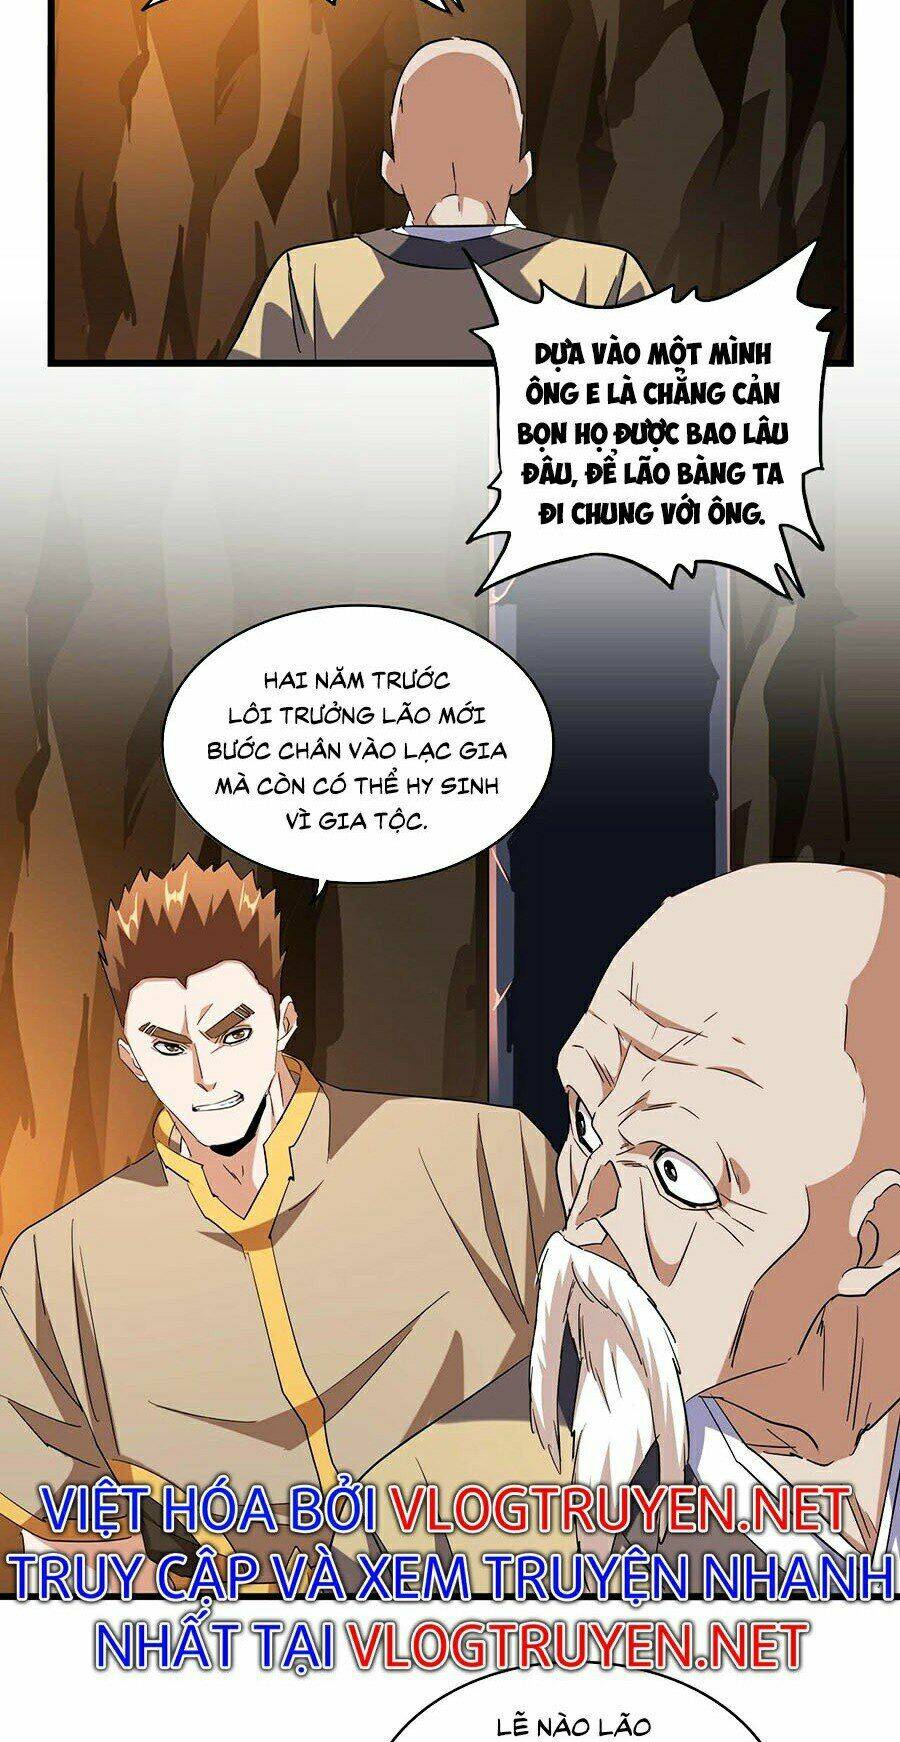 DỰA VÀO MỘT MÌNH
ÔNG E LÀ CHẲNG CẢN
BỌN HỌ ĐƯỢC BAO LÂU
ĐÂU, ĐỂ LÃO BÀNG TA
ĐI CHUNG VỚI ÔNG.
HAI NĂM TRƯỚC
LÔI TRƯỞNG LÃO MỚI
BƯỚC CHÂN VÀO LẠC GIA
MÀ CÒN CÓ THỂ HY SINH
VÌ GIA TỘC.
VIỆT HÓA BỞI VLOGTRUYEN.NET
TRUY CẬP VÀ XEM TRUYỆN NHANH
NHẤT TẠI VLOGTRUYEN.NET
LẼ NÀO LÃO